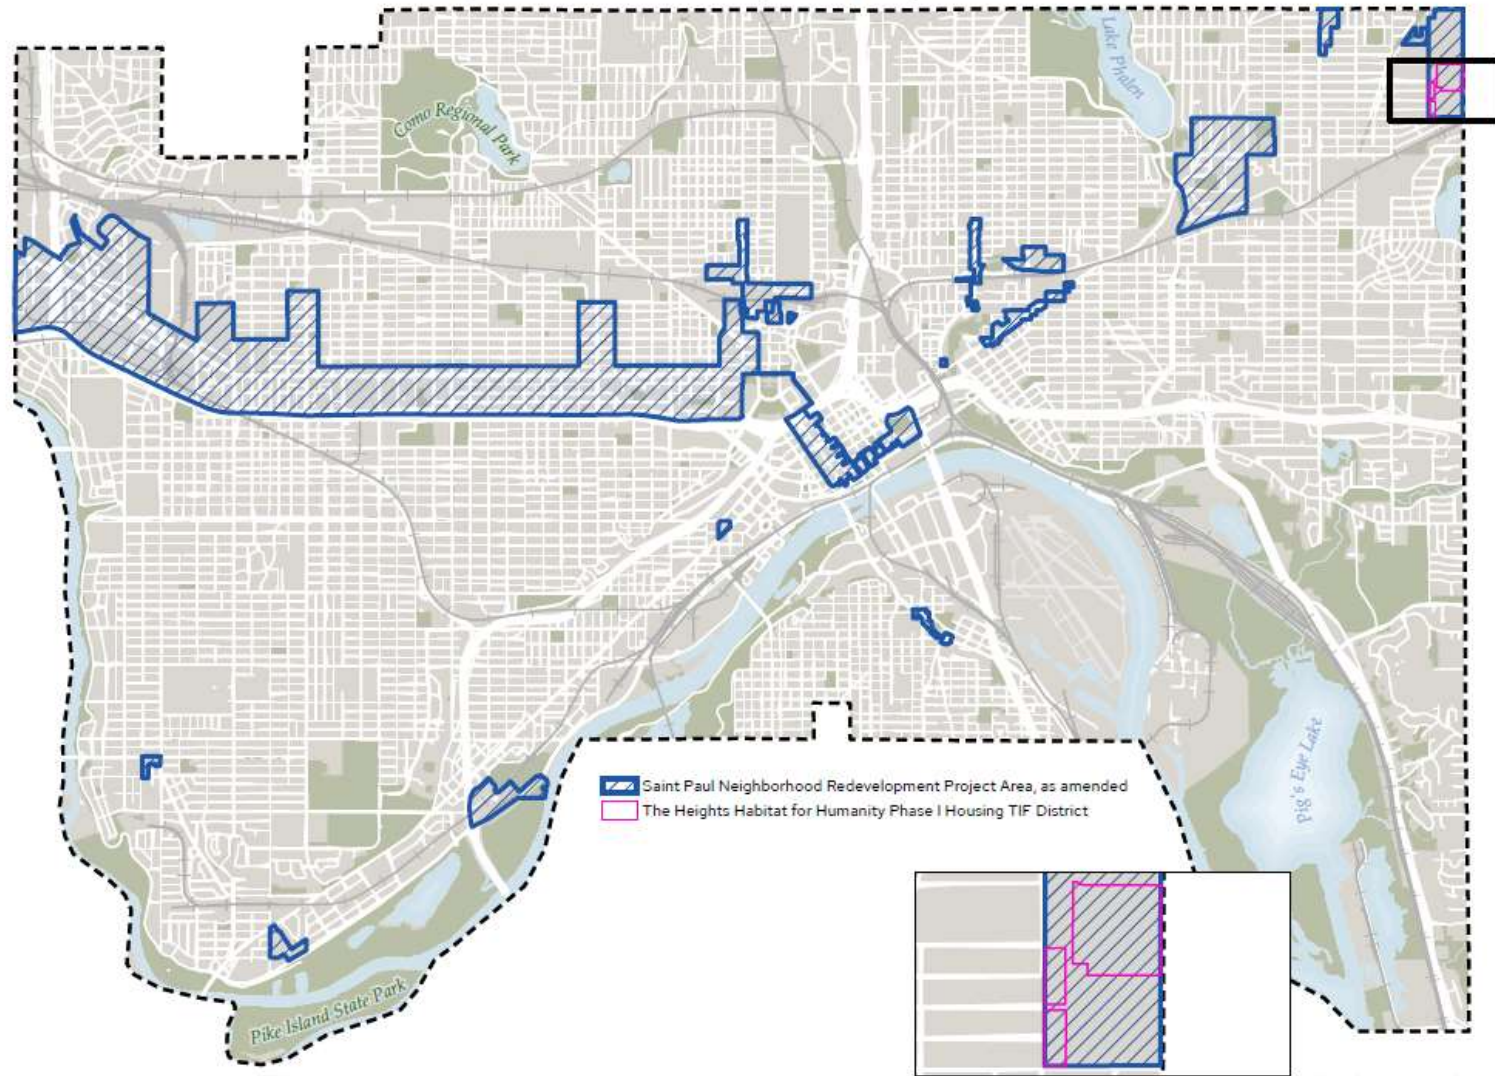 Lake Phalen
Como Regional Park
Saint Paul Neighborhood Redevelopment Project Area, as amended
The Heights Habitat for Humanity Phase I Housing TIF District
Pig's Eye Lake
Pike Island State Park